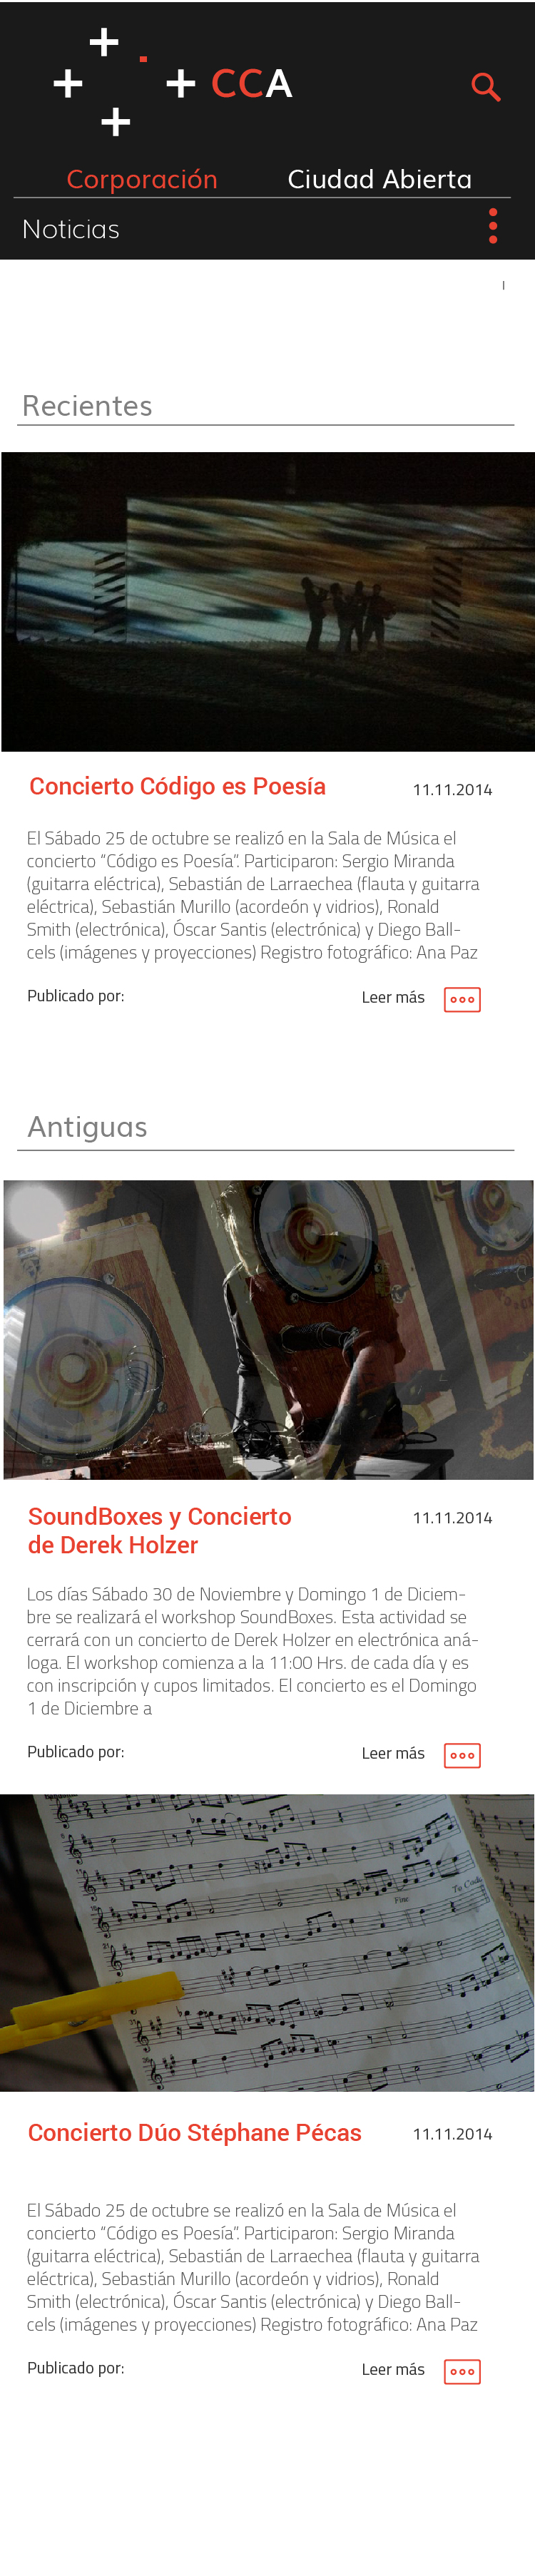 CCA
Corporación Ciudad Abierta
Noticias
Recientes
Concierto Código es Poesía 11.11.2014
El Sábado 25 de octubre se realizó en la Sala de Música el
concierto “Código es Poesía”. Participaron: Sergio Miranda
(guitarra eléctrica), Sebastián de Larraechea (flauta y guitarra
eléctrica), Sebastián Murillo (acordeón y vidrios), Ronald
Smith (electrónica), Óscar Santis (electrónica) y Diego Ball-
cels (imágenes y proyecciones) Registro fotográfico: Ana Paz
Publicado por: Leer más
Antiguas
SoundBoxes y Concierto 11.11.2014
de Derek Holzer
Los días Sábado 30 de Noviembre y Domingo 1 de Diciem-
bre se realizará el workshop SoundBoxes. Esta actividad se
cerrará con un concierto de Derek Holzer en electrónica aná-
loga. El workshop comienza a la 11:00 Hrs. de cada día y es
con inscripción y cupos limitados. El concierto es el Domingo
1 de Diciembre a
Publicado por: Leer más
To Coda
Fine
Concierto Dúo Stéphane Pécas 11.11.2014
El Sábado 25 de octubre se realizó en la Sala de Música el
concierto “Código es Poesía”. Participaron: Sergio Miranda
(guitarra eléctrica), Sebastián de Larraechea (flauta y guitarra
eléctrica), Sebastián Murillo (acordeón y vidrios), Ronald
Smith (electrónica), Óscar Santis (electrónica) y Diego Ball-
cels (imágenes y proyecciones) Registro fotográfico: Ana Paz
Publicado por: Leer más